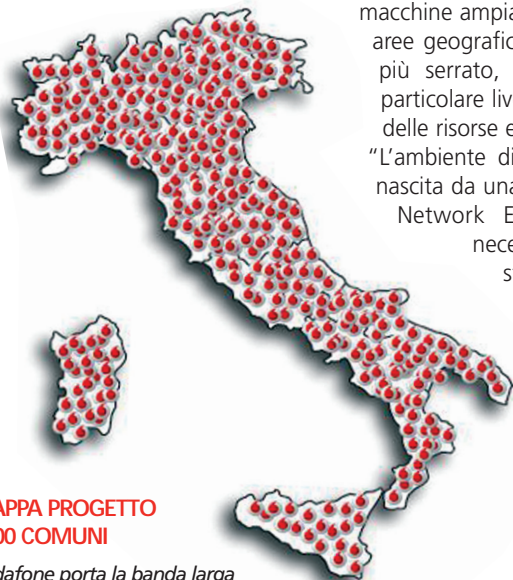 macchine ampia
aree geografic
più serrato,
particolare liv
delle risorse e
“L’ambiente di
nascita da una
Network E
nece
st
APPA PROGETTO
00 COMUNI
dafone porta la banda larga